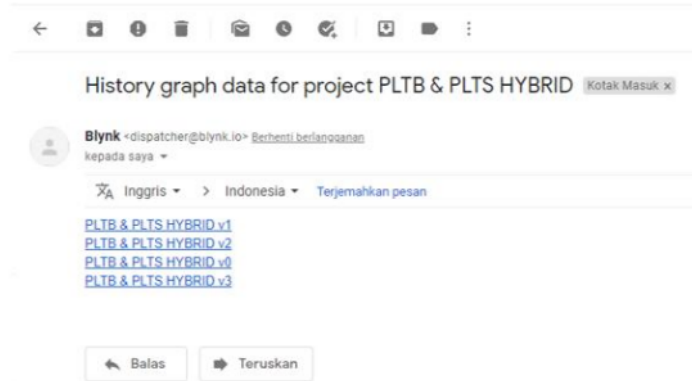 History graph data for project PLTB & PLTS HYBRID Kotak Masuk x
Blynk <dispatcher@blynk.io> Berhenti berlangganan
kepada saya
Inggris > Indonesia Terjemahkan pesan
PLTB & PLTS HYBRID v1
PLTB & PLTS HYBRID v2
PLTB & PLTS HYBRID v0
PLTB & PLTS HYBRID v3
Balas Teruskan